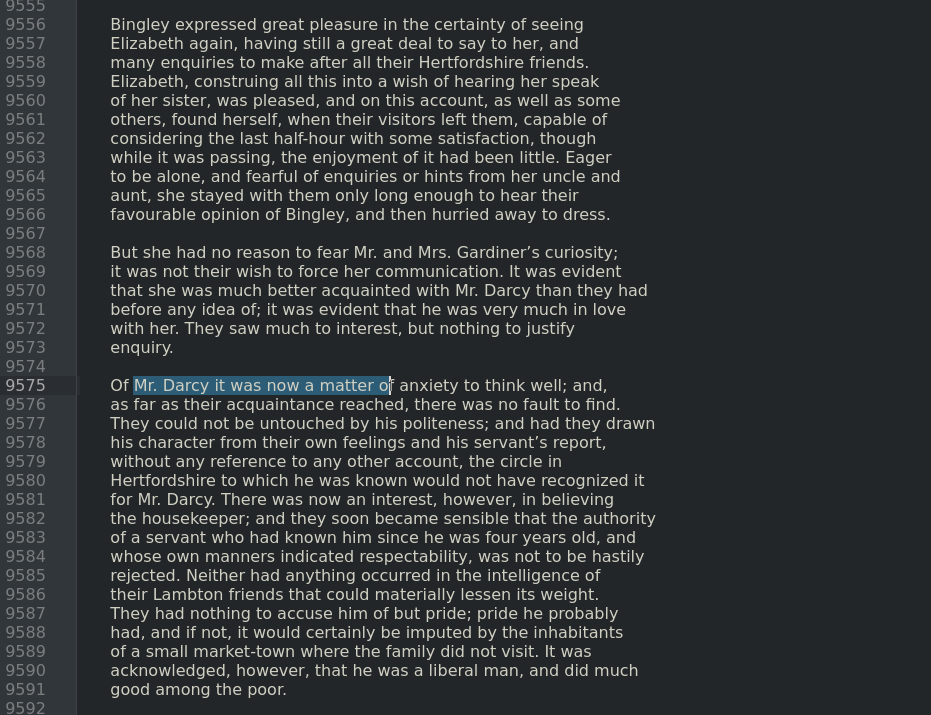 9555
9556 Bingley expressed great pleasure in the certainty of seeing
9557 Elizabeth again, having still a great deal to say to her, and
9558 many enquiries to make after all their Hertfordshire friends.
9559 Elizabeth, construing all this into a wish of hearing her speak
9560 of her sister, was pleased, and on this account, as well as some
9561 others, found herself, when their visitors left them, capable of
9562 considering the last half-hour with some satisfaction, though
9563 while it was passing, the enjoyment of it had been little. Eager
9564 to be alone, and fearful of enquiries or hints from her uncle and
9565 aunt, she stayed with them only long enough to hear their
9566 favourable opinion of Bingley, and then hurried away to dress.
9567
9568 But she had no reason to fear Mr. and Mrs. Gardiner’s curiosity;
9569 it was not their wish to force her communication. It was evident
9570 that she was much better acquainted with Mr. Darcy than they had
9571 before any idea of; it was evident that he was very much in love
9572 with her. They saw much to interest, but nothing to justify
9573 enquiry.
9574
9575 Of Mr. Darcy it was now a matter of anxiety to think well; and,
9576 as far as their acquaintance reached, there was no fault to find.
9577 They could not be untouched by his politeness; and had they drawn
9578 his character from their own feelings and his servant’s report,
9579 without any reference to any other account, the circle in
9580 Hertfordshire to which he was known would not have recognized it
9581 for Mr. Darcy. There was now an interest, however, in believing
9582 the housekeeper; and they soon became sensible that the authority
9583 of a servant who had known him since he was four years old, and
9584 whose own manners indicated respectability, was not to be hastily
9585 rejected. Neither had anything occurred in the intelligence of
9586 their Lambton friends that could materially lessen its weight.
9587 They had nothing to accuse him of but pride; pride he probably
9588 had, and if not, it would certainly be imputed by the inhabitants
9589 of a small market-town where the family did not visit. It was
9590 acknowledged, however, that he was a liberal man, and did much
9591 good among the poor.
9592